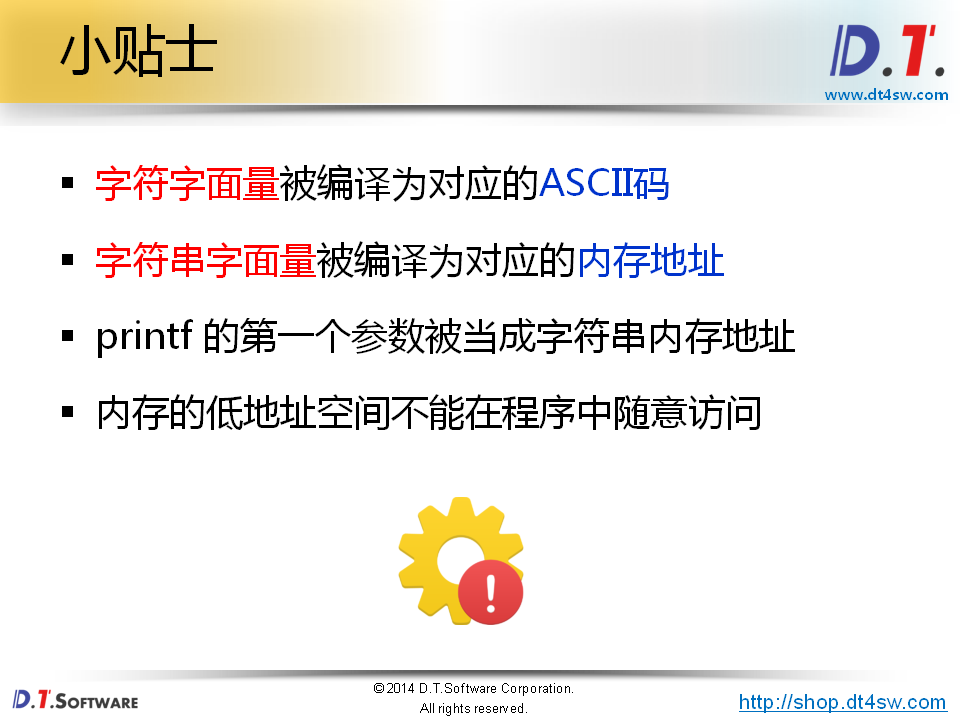 小贴士
D.T.
www.dt4sw.com
字符字面量被编译为对应的ASCII码
字符串字面量被编译为对应的内存地址
printf 的第一个参数被当成字符串内存地址
内存的低地址空间不能在程序中随意访问
!
D.T.SOFTWARE
©2014 D.T.Software Corporation.
All rights reserved.
http://shop.dt4sw.com